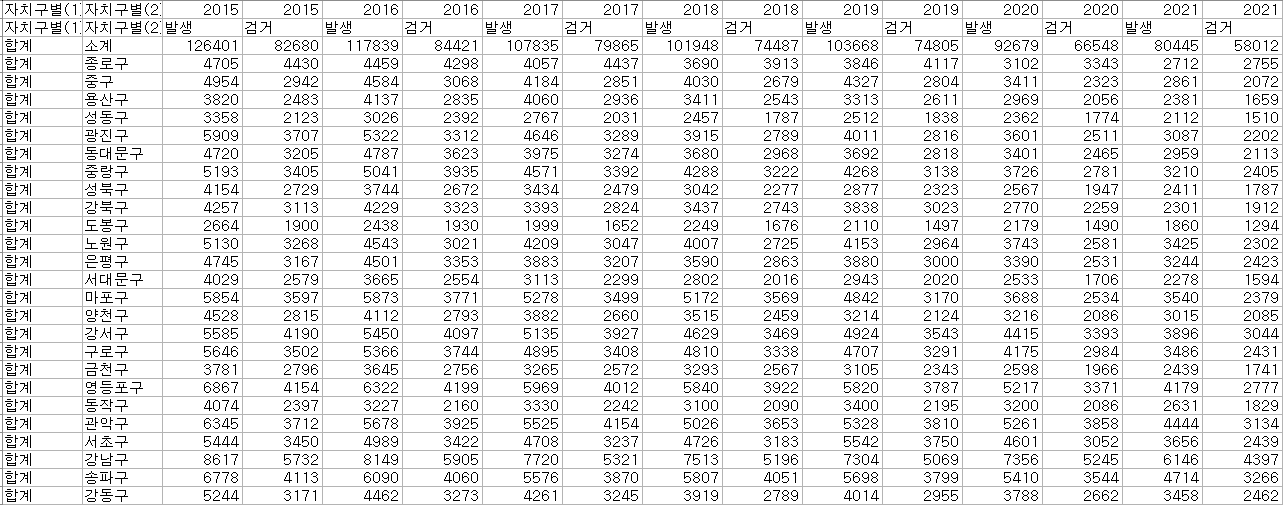 자치구별(1) 자치구별(2) 2015 2015 2016 2016 2017 2017 2018 2018 2019 2019 2020 2020 2021 2021
자치구별(1) 자치구별(2) 발생 검거 발생 검거 발생 검거 발생 검거 발생 검거 발생 검거 발생 검거
합계 소계 126401 82680 117839 84421 107835 79865 101948 74487 103668 74805 92679 66548 80445 58012
합계 종로구 4705 4430 4459 4298 4057 4437 3690 3913 3846 4117 3102 3343 2712 2755
합계 중구 4954 2942 4584 3068 4184 2851 4030 2679 4327 2804 3411 2323 2861 2072
합계 용산구 3820 2483 4137 2835 4060 2936 3411 2543 3313 2611 2969 2056 2381 1659
합계 성동구 3358 2123 3026 2392 2767 2031 2457 1787 2512 1838 2362 1774 2112 1510
합계 광진구 5909 3707 5322 3312 4646 3289 3915 2789 4011 2816 3601 2511 3087 2202
합계 동대문구 4720 3205 4787 3623 3975 3274 3680 2968 3692 2818 3401 2465 2959 2113
합계 중랑구 5193 3405 5041 3935 4571 3392 4288 3222 4268 3138 3726 2781 3210 2405
합계 성북구 4154 2729 3744 2672 3434 2479 3042 2277 2877 2323 2567 1947 2411 1787
합계 강북구 4257 3113 4229 3323 3393 2824 3437 2743 3838 3023 2770 2259 2301 1912
합계 도봉구 2664 1900 2438 1930 1999 1652 2249 1676 2110 1497 2179 1490 1860 1294
합계 노원구 5130 3268 4543 3021 4209 3047 4007 2725 4153 2964 3743 2581 3425 2302
합계 은평구 4745 3167 4501 3353 3883 3207 3590 2863 3880 3000 3390 2531 3244 2423
합계 서대문구 4029 2579 3665 2554 3113 2299 2802 2016 2943 2020 2533 1706 2278 1594
합계 마포구 5854 3597 5873 3771 5278 3499 5172 3569 4842 3170 3688 2534 3540 2379
합계 양천구 4528 2815 4112 2793 3882 2660 3515 2459 3214 2124 3216 2086 3015 2085
합계 강서구 5585 4190 5450 4097 5135 3927 4629 3469 4924 3543 4415 3393 3896 3044
합계 구로구 5646 3502 5366 3744 4895 3408 4810 3338 4707 3291 4175 2984 3486 2431
합계 금천구 3781 2796 3645 2756 3265 2572 3293 2567 3105 2343 2598 1966 2439 1741
합계 영등포구 6867 4154 6322 4199 5969 4012 5840 3922 5820 3787 5217 3371 4179 2777
합계 동작구 4074 2397 3227 2160 3330 2242 3100 2090 3400 2195 3200 2086 2631 1829
합계 관악구 6345 3712 5678 3925 5525 4154 5026 3653 5328 3810 5261 3858 4444 3134
합계 서초구 5444 3450 4989 3422 4708 3237 4726 3183 5542 3750 4601 3052 3656 2439
합계 강남구 8617 5732 8149 5905 7720 5321 7513 5196 7304 5069 7356 5245 6146 4397
합계 송파구 6778 4113 6090 4060 5576 3870 5807 4051 5698 3799 5410 3544 4714 3266
합계 강동구 5244 3171 4462 3273 4261 3245 3919 2789 4014 2955 3788 2662 3458 2462